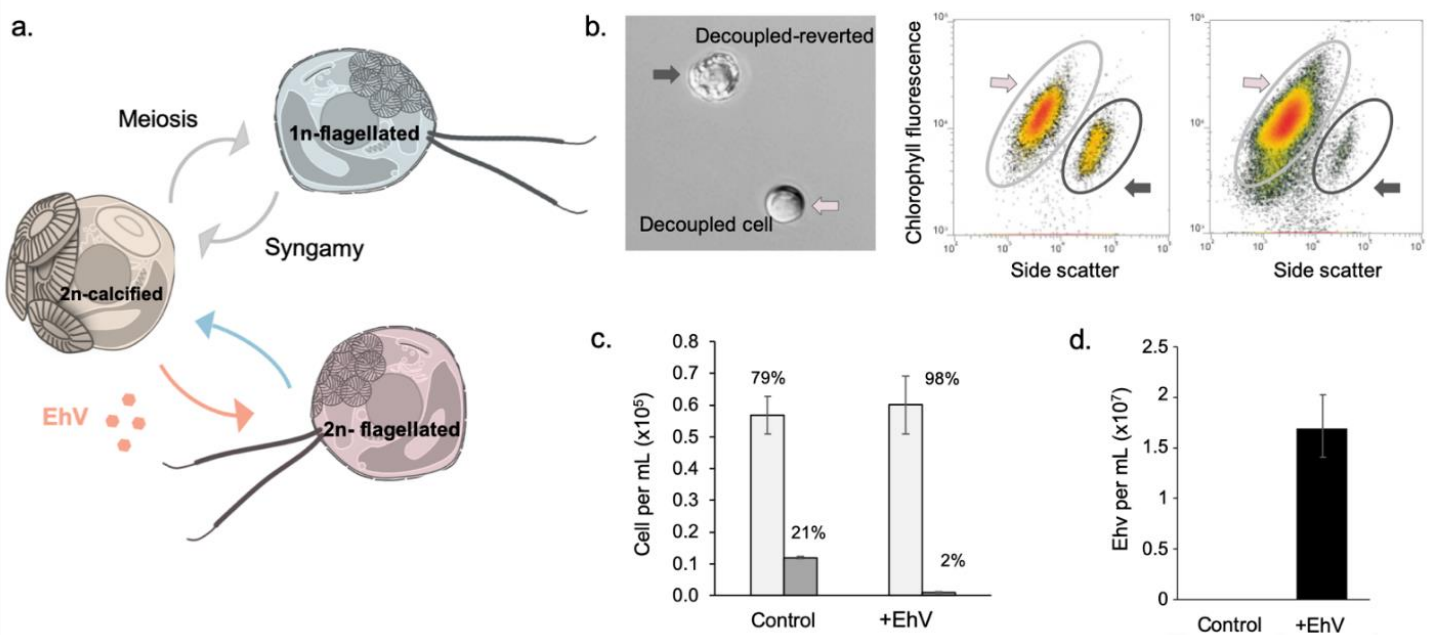 a.
Meiosis
1n-flagellated
Syngamy
2n-calcified
EhV
2n- flagellated
b.
Decoupled-reverted
Decoupled cell
Chlorophyll fluorescence
Side scatter
Side scatter
c.
Cell per mL (x10⁵)
0.8
0.7
0.6
0.5
0.4
0.3
0.2
0.1
0.0
79%
21%
98%
2%
Control
+EhV
d.
Ehv per mL (x10⁷)
2.5
2
1.5
1
0.5
0
Control
+EhV